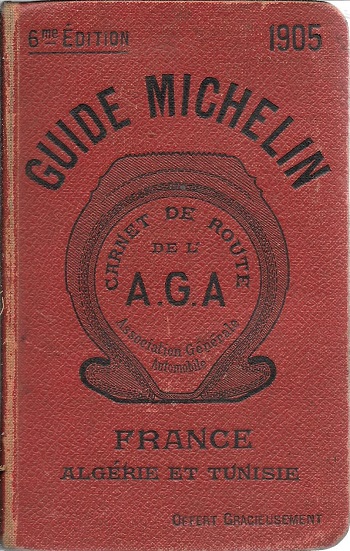 6me ÉDITION 1905
GUIDE MICHELIN
CARNET DE ROUTE
DE L'
A.G.A
Association Générale
Automobile
FRANCE
ALGÉRIE ET TUNISIE
OFFERT GRACIEUSEMENT